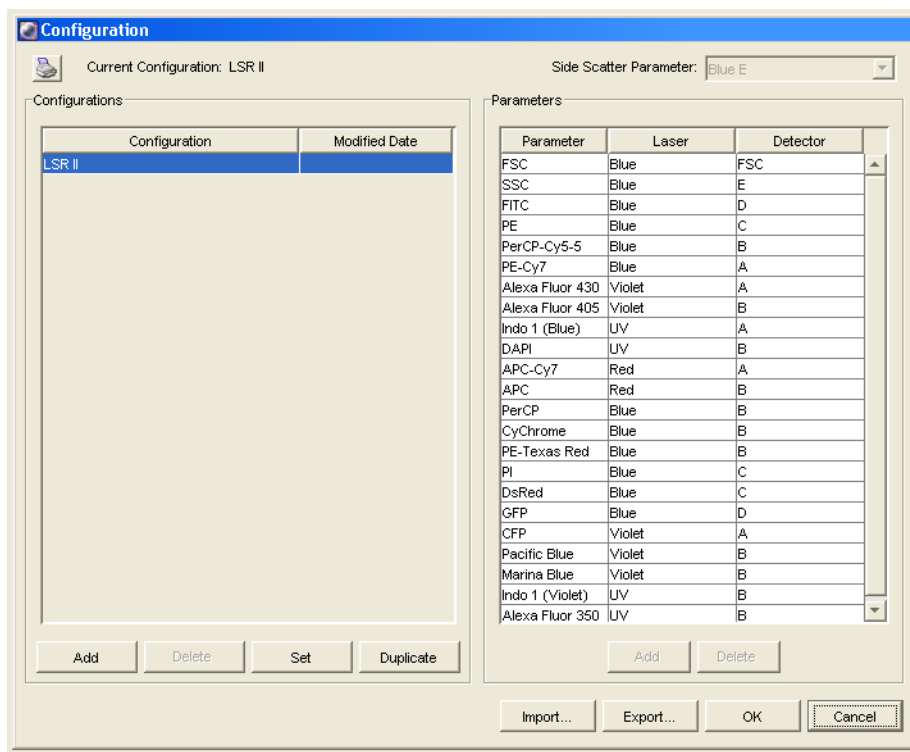 Configuration
Current Configuration: LSR II
Side Scatter Parameter: Blue E
Configurations
Configuration Modified Date
LSR II
Parameters
Parameter Laser Detector
FSC Blue FSC
SSC Blue E
FITC Blue D
PE Blue C
PerCP-Cy5-5 Blue B
PE-Cy7 Blue A
Alexa Fluor 430 Violet A
Alexa Fluor 405 Violet B
Indo 1 (Blue) UV A
DAPI UV B
APC-Cy7 Red A
APC Red B
PerCP Blue B
CyChrome Blue B
PE-Texas Red Blue B
PI Blue C
DsRed Blue C
GFP Blue D
CFP Violet A
Pacific Blue Violet B
Marina Blue Violet B
Indo 1 (Violet) UV B
Alexa Fluor 350 UV B
Add Delete Set Duplicate
Add Delete
Import... Export... OK Cancel